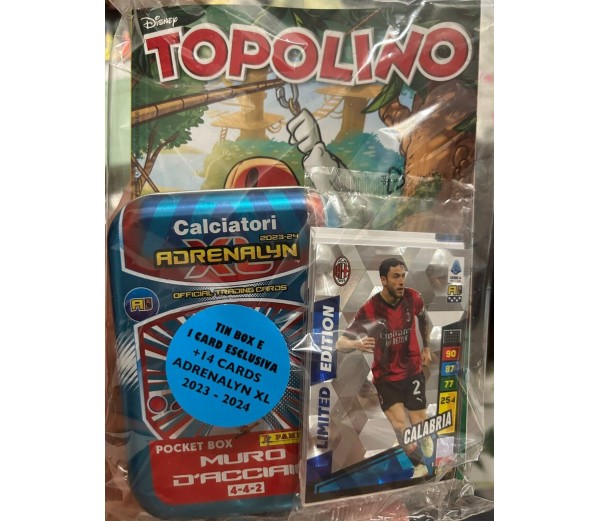 Disney
TOPOLINO
Calciatori
2023-24
ADRENALYN
XL
OFFICIAL TRADING CARDS
TIN BOX E
1 CARD ESCLUSIVA
+14 CARDS
ADRENALYN XL
2023 - 2024
PANINI
POCKET BOX
MURO
D'ACCIAI
4-4-2
LIMITED EDITION
2
90
87
77
254
CALABRIA